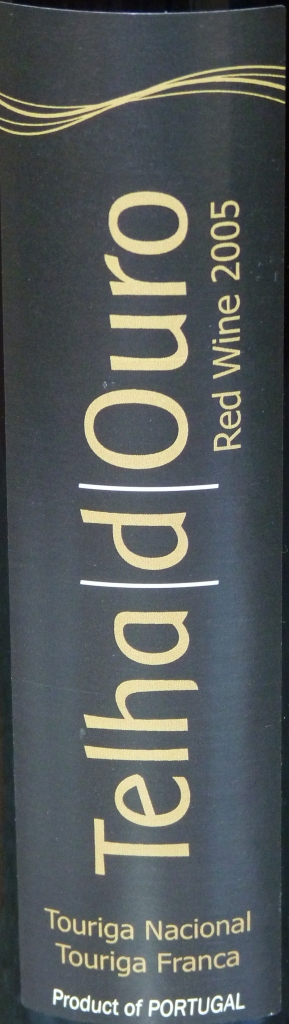 Telha|d|Ouro
Red Wine 2005
Touriga Nacional
Touriga Franca
Product of PORTUGAL